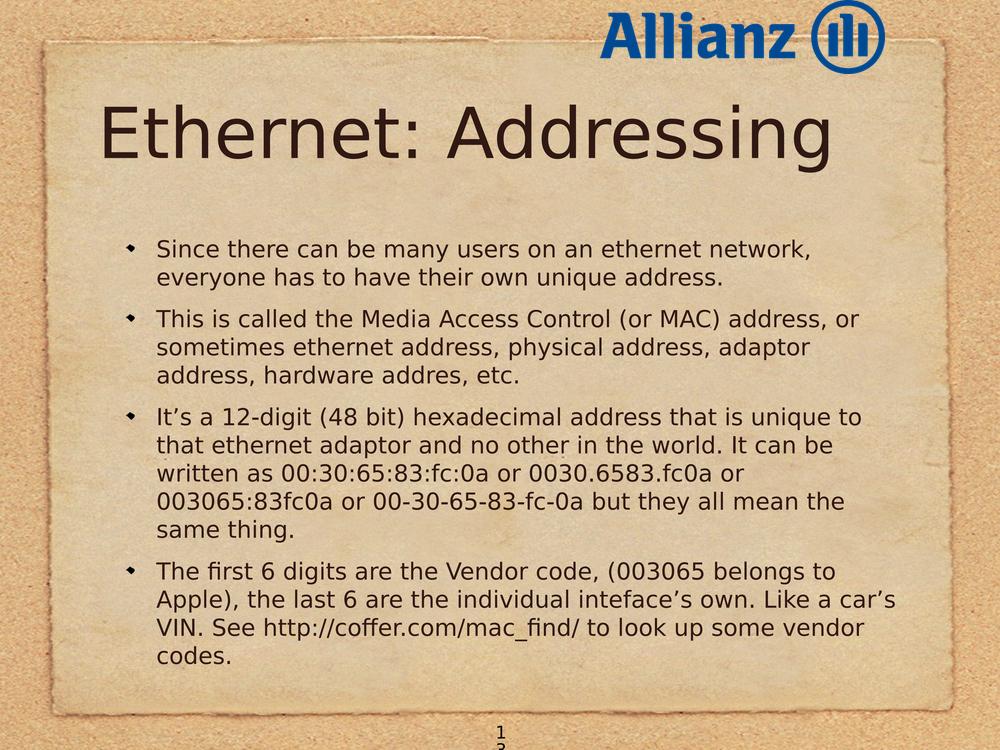 Allianz
Ethernet: Addressing
Since there can be many users on an ethernet network,
everyone has to have their own unique address.
This is called the Media Access Control (or MAC) address, or
sometimes ethernet address, physical address, adaptor
address, hardware addres, etc.
It’s a 12-digit (48 bit) hexadecimal address that is unique to
that ethernet adaptor and no other in the world. It can be
written as 00:30:65:83:fc:0a or 0030.6583.fc0a or
003065:83fc0a or 00-30-65-83-fc-0a but they all mean the
same thing.
The first 6 digits are the Vendor code, (003065 belongs to
Apple), the last 6 are the individual inteface’s own. Like a car’s
VIN. See http://coffer.com/mac_find/ to look up some vendor
codes.
1